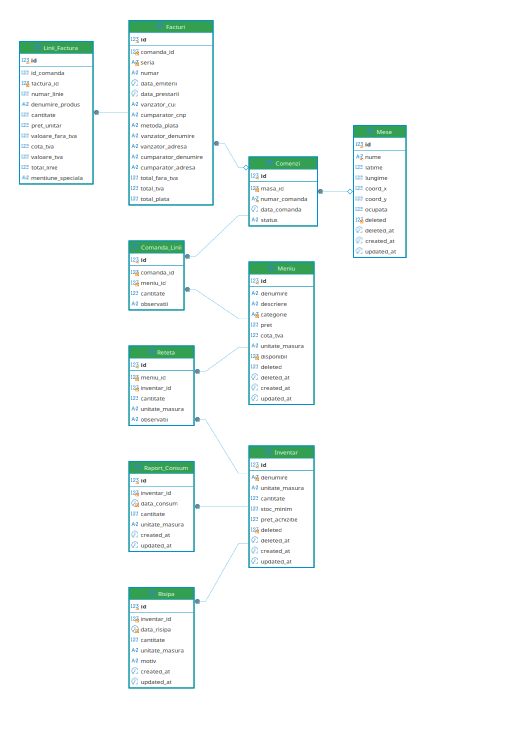 Facturi
id
comanda_id
seria
numar
data_emiterii
data_prestarii
vanzator_cui
cumparator_cnp
metoda_plata
vanzator_denumire
vanzator_adresa
cumparator_denumire
cumparator_adresa
total_fara_tva
total_tva
total_plata
Linii_Factura
id
id_comanda
factura_id
numar_linie
denumire_produs
cantitate
pret_unitar
valoare_fara_tva
cota_tva
valoare_tva
total_linie
mentiune_speciala
Mese
id
nume
latime
lungime
coord_x
coord_y
ocupata
deleted
deleted_at
created_at
updated_at
Comenzi
id
masa_id
numar_comanda
data_comanda
status
Comanda_Linii
id
comanda_id
meniu_id
cantitate
observatii
Meniu
id
denumire
descriere
categorie
pret
cota_tva
unitate_masura
disponibil
deleted
deleted_at
created_at
updated_at
Reteta
id
meniu_id
inventar_id
cantitate
unitate_masura
observatii
Inventar
id
denumire
unitate_masura
cantitate
stoc_minim
pret_achizitie
deleted
deleted_at
created_at
updated_at
Raport_Consum
id
inventar_id
data_consum
cantitate
unitate_masura
created_at
updated_at
Risipa
id
inventar_id
data_risipa
cantitate
unitate_masura
motiv
created_at
updated_at